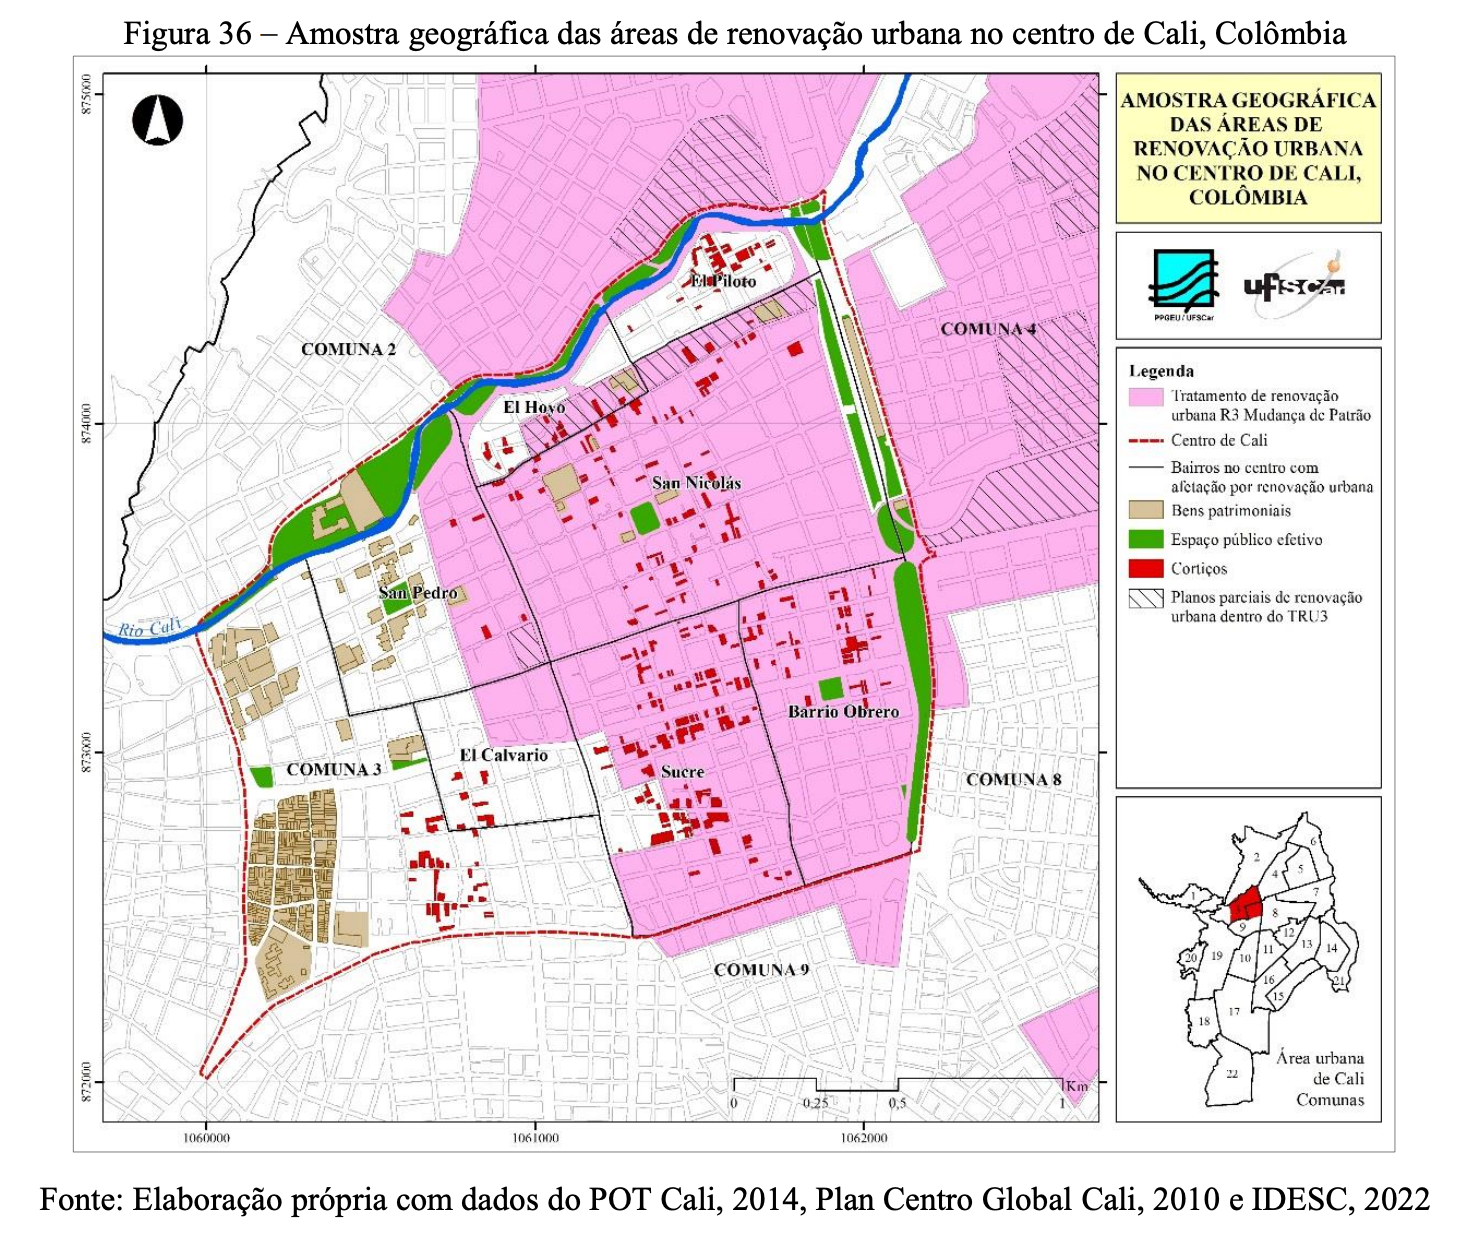 Figura 36 – Amostra geográfica das áreas de renovação urbana no centro de Cali, Colômbia
AMOSTRA GEOGRÁFICA
DAS ÁREAS DE
RENOVAÇÃO URBANA
NO CENTRO DE CALI,
COLÔMBIA
PPGEU / UFSCar
ufscar
Legenda
Tratamento de renovação
urbana R3 Mudança de Patrão
Centro de Cali
Bairros no centro com
afetação por renovação urbana
Bens patrimoniais
Espaço público efetivo
Cortiços
Planos parciais de renovação
urbana dentro do TRU3
875000
874000
873000
872000
1060000
1061000
1062000
COMUNA 2
COMUNA 4
El Piloto
El Hoyo
San Nicolás
San Pedro
Rio Cali
Barrio Obrero
El Calvario
COMUNA 3
Sucre
COMUNA 8
COMUNA 9
Km
0
0,25
0,5
1
6
2
4
5
7
1
3
8
9
12
13
14
20
19
10
11
16
21
15
17
18
22
Área urbana
de Cali
Comunas
Fonte: Elaboração própria com dados do POT Cali, 2014, Plan Centro Global Cali, 2010 e IDESC, 2022